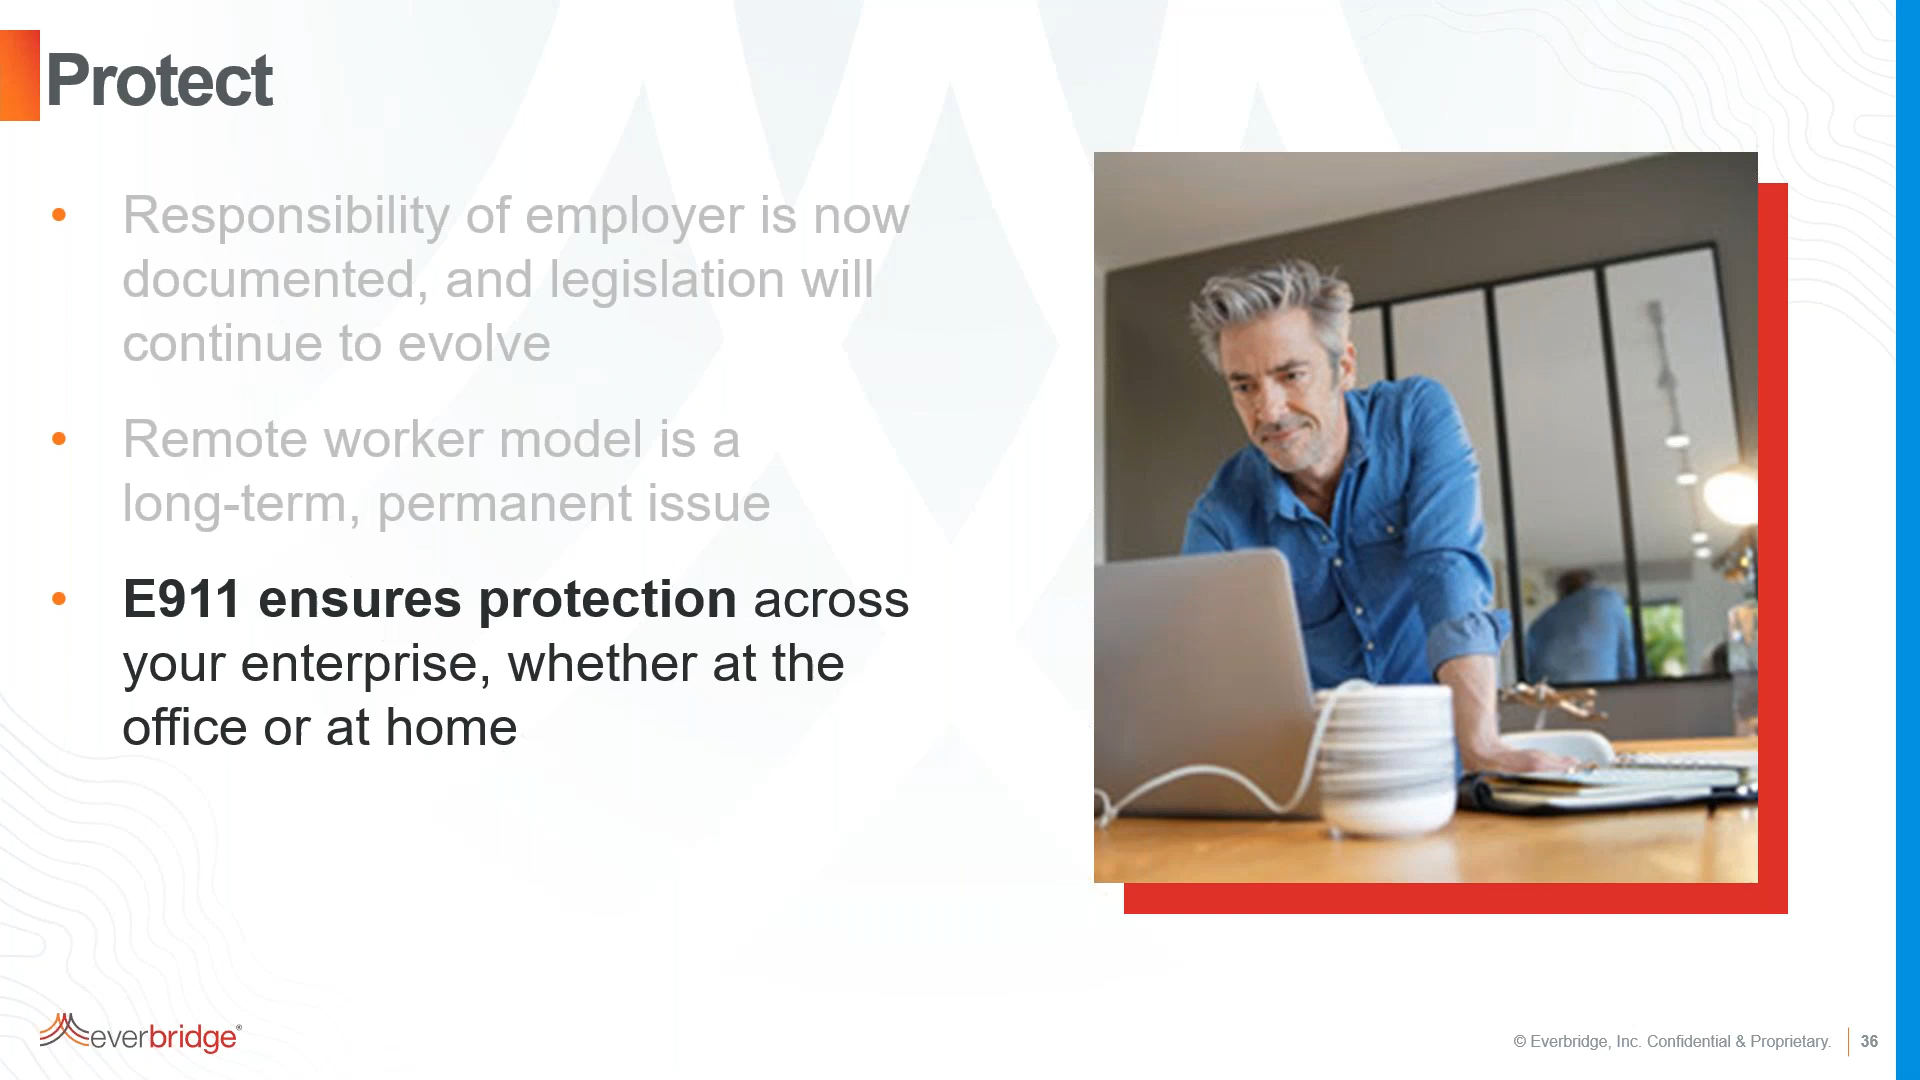 Protect
• Responsibility of employer is now
documented, and legislation will
continue to evolve
• Remote worker model is a
long-term, permanent issue
• E911 ensures protection across
your enterprise, whether at the
office or at home
everbridge®
© Everbridge, Inc. Confidential & Proprietary. 36